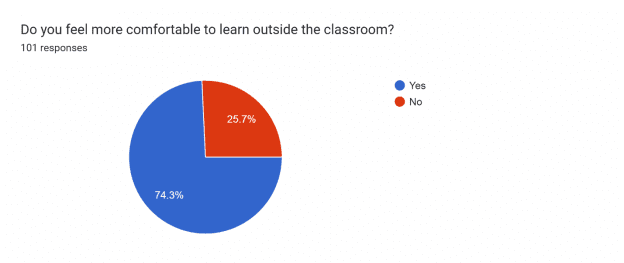 Do you feel more comfortable to learn outside the classroom?
101 responses
Yes
No
25.7%
74.3%